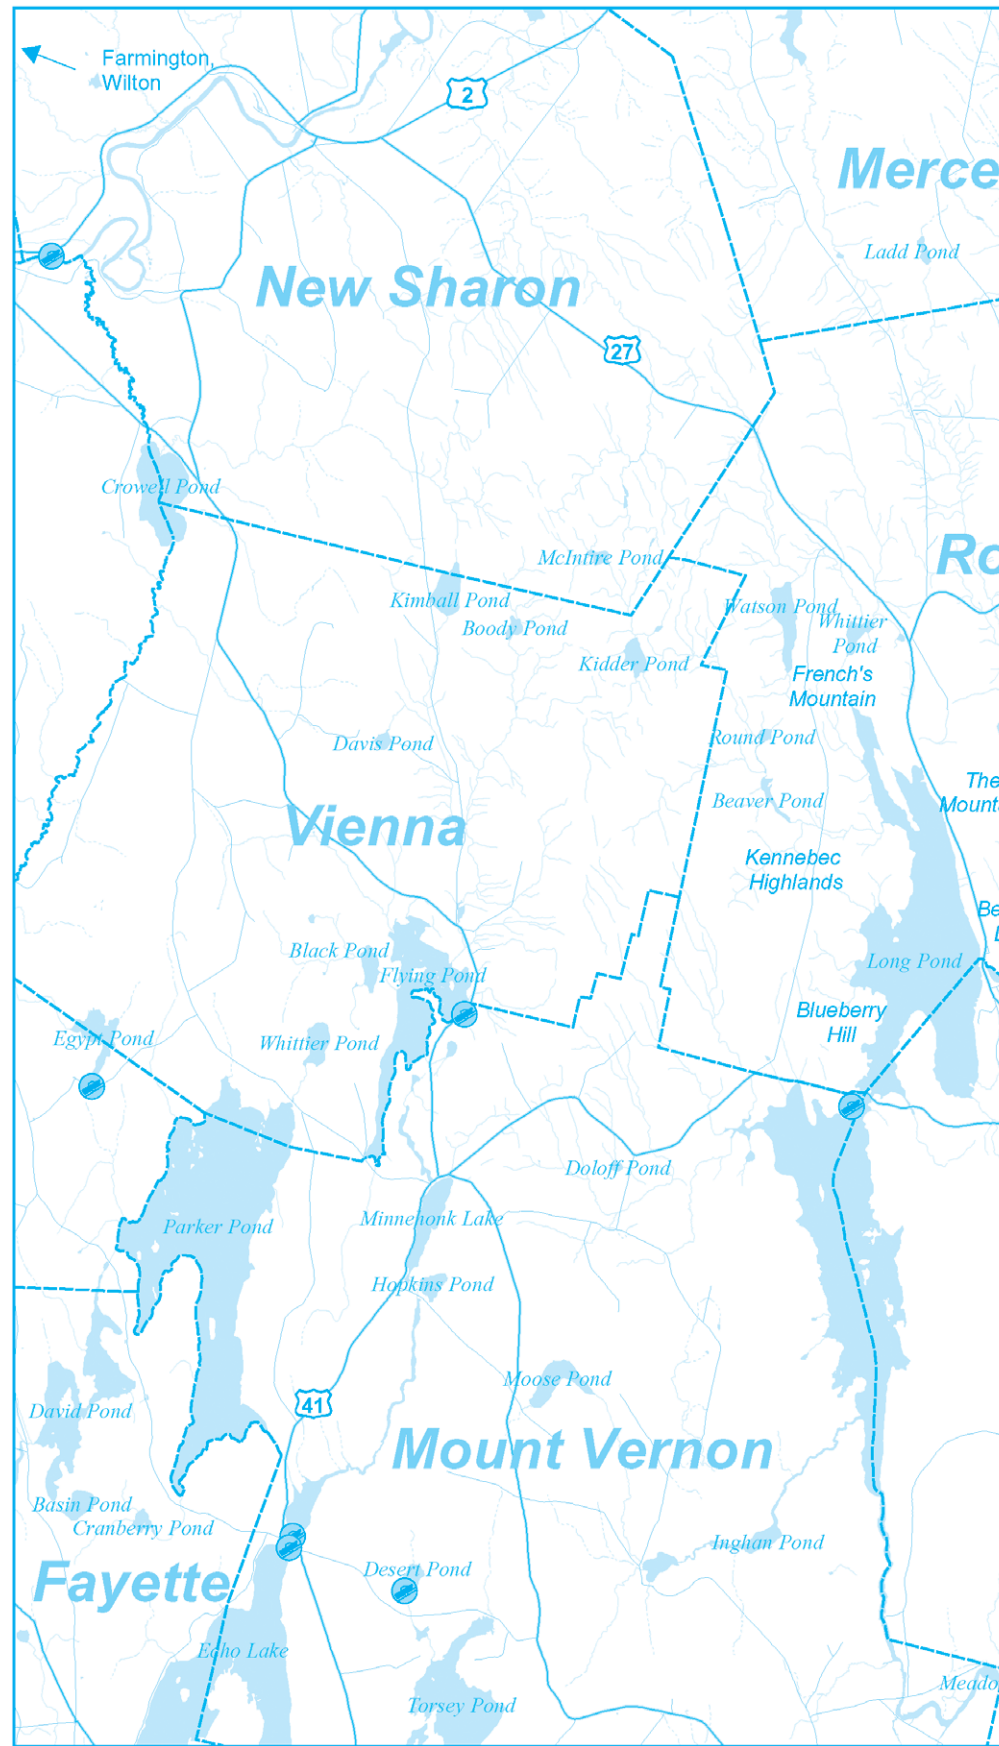 Farmington,
Wilton
2
Merce
Ladd Pond
New Sharon
27
Crowell Pond
McIntire Pond
Ro
Kimball Pond
Watson Pond
Boody Pond
Whittier
Pond
Kidder Pond
French's
Mountain
Davis Pond
Round Pond
The
Mount
Beaver Pond
Vienna
Kennebec
Highlands
Be
L
Black Pond
Flying Pond
Long Pond
Blueberry
Hill
Egypt Pond
Whittier Pond
Doloff Pond
Parker Pond
Minnehonk Lake
Hopkins Pond
Moose Pond
41
David Pond
Mount Vernon
Basin Pond
Cranberry Pond
Inghan Pond
Desert Pond
Fayette
Echo Lake
Meado
Torsey Pond